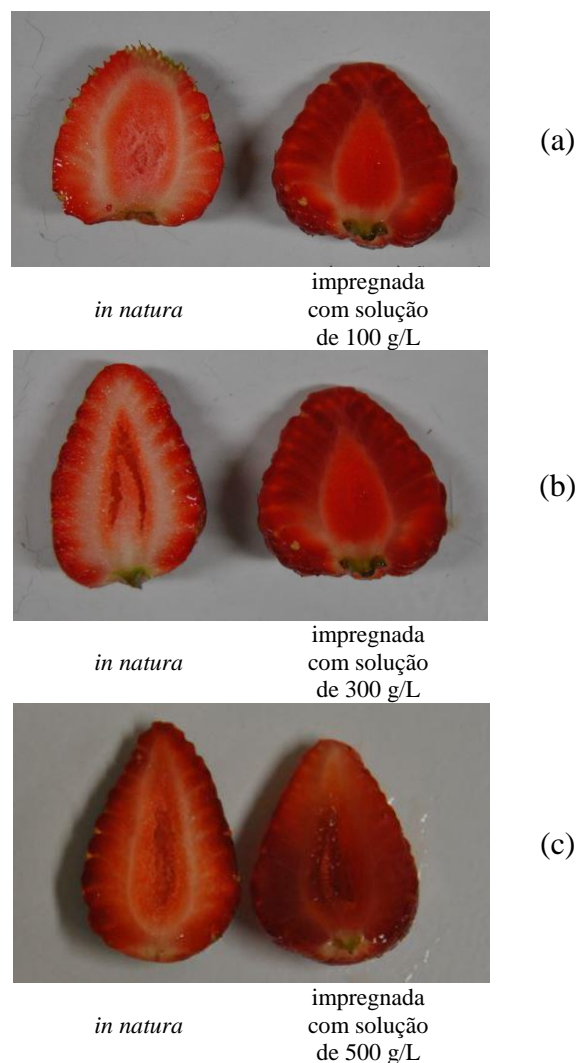 (a)
in natura
impregnada
com solução
de 100 g/L
(b)
in natura
impregnada
com solução
de 300 g/L
(c)
in natura
impregnada
com solução
de 500 g/L